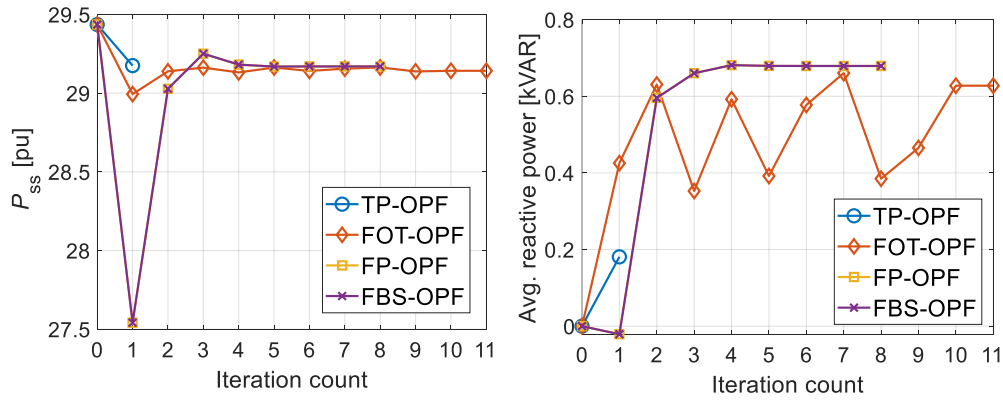 29.5
29
28.5
28
27.5
P_ss [pu]
0 1 2 3 4 5 6 7 8 9 10 11
Iteration count
TP-OPF
FOT-OPF
FP-OPF
FBS-OPF
0.8
0.6
0.4
0.2
0
Avg. reactive power [kVAR]
0 1 2 3 4 5 6 7 8 9 10 11
Iteration count
TP-OPF
FOT-OPF
FP-OPF
FBS-OPF